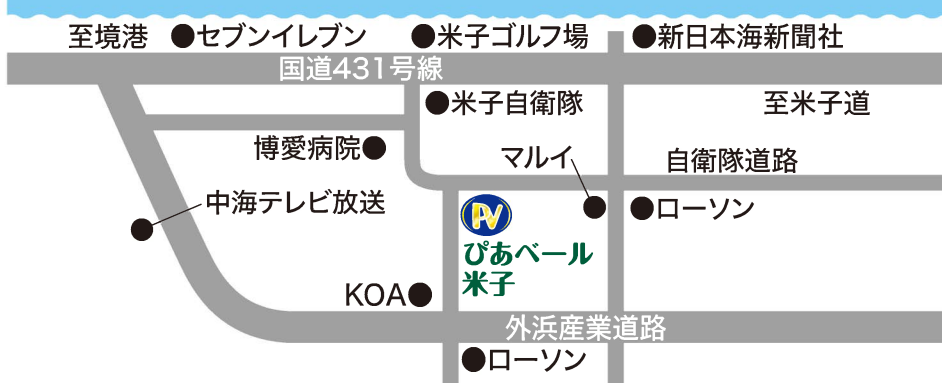 至境港
●セブンイレブン
●米子ゴルフ場
●新日本海新聞社
国道431号線
●米子自衛隊
至米子道
博愛病院●
マルイ
自衛隊道路
中海テレビ放送
●ローソン
PV
ぴあベール
米子
KOA●
外浜産業道路
●ローソン